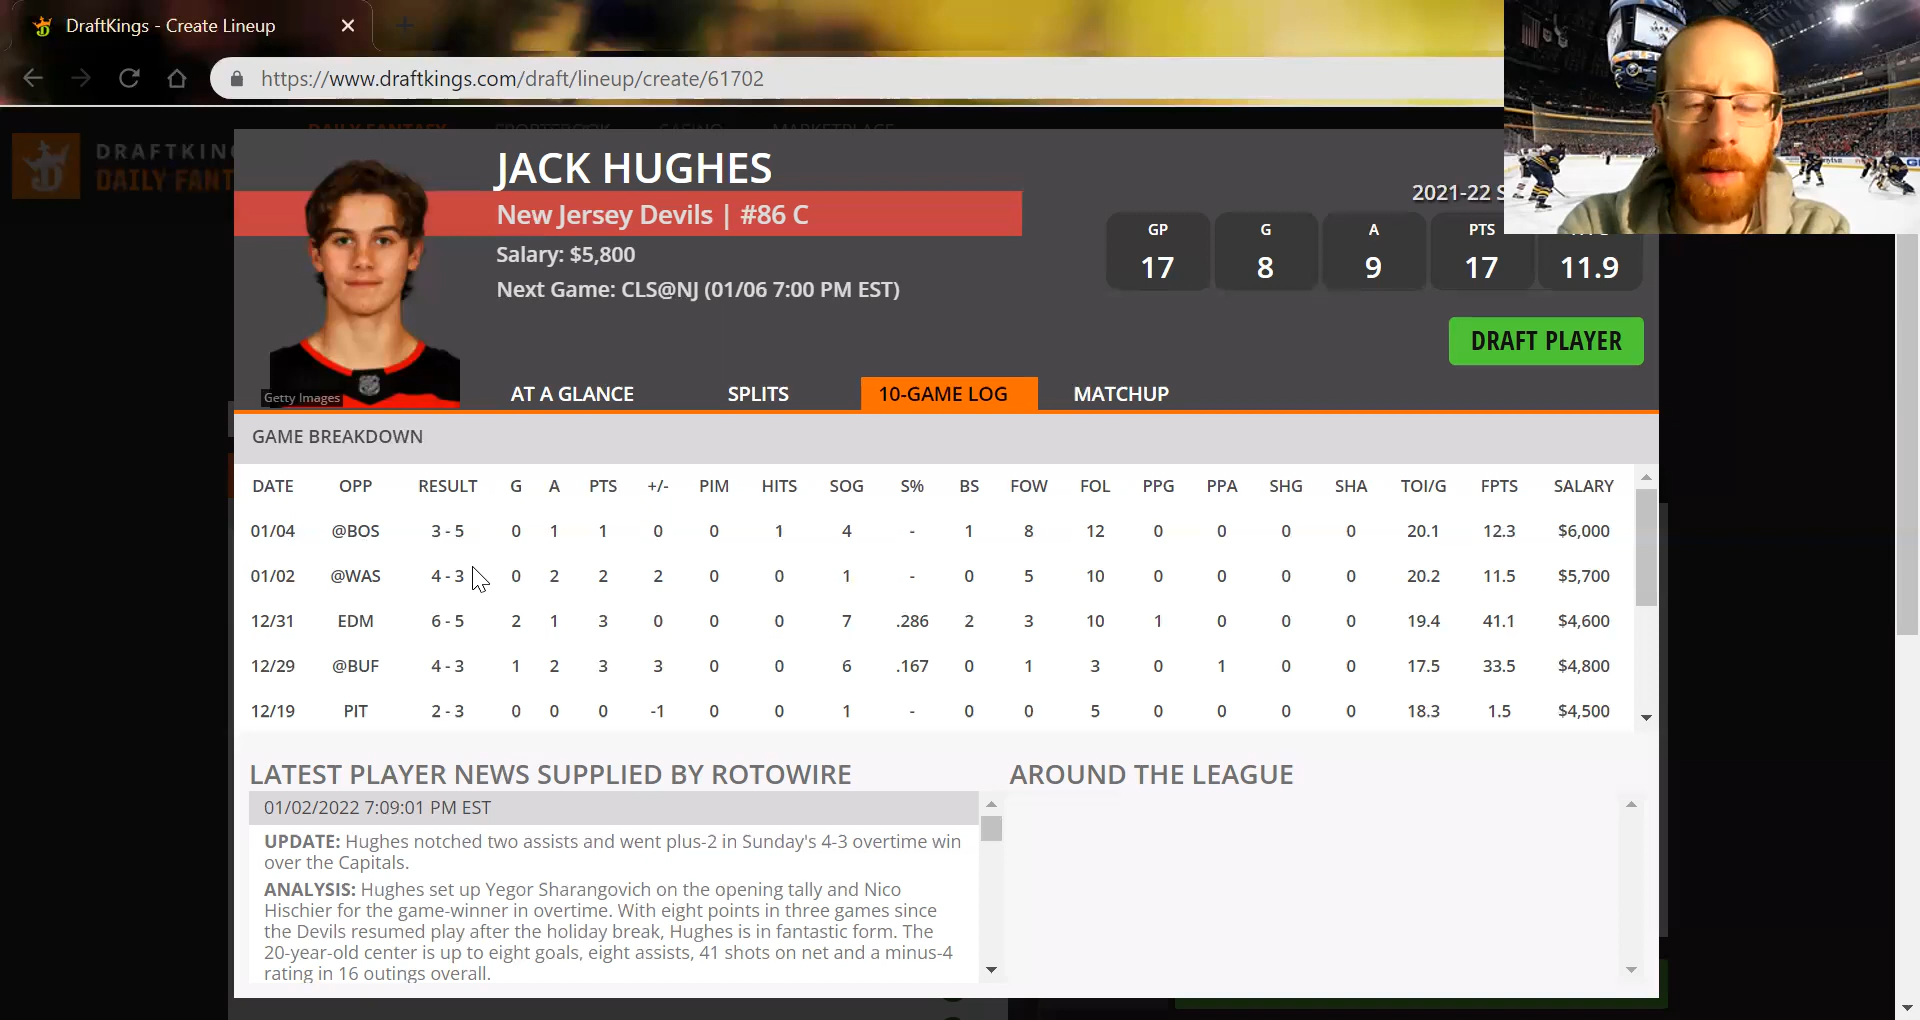 DraftKings - Create Lineup
https://www.draftkings.com/draft/lineup/create/61702
DRAFTKIN
DAILY FANT
DAILY FANTASY SPORTSBOOK CASINO MARKETPLACE
JACK HUGHES
New Jersey Devils | #86 C
Salary: $5,800
Next Game: CLS@NJ (01/06 7:00 PM EST)
Getty Images
2021-22 S
GP G A PTS
17 8 9 17 11.9
DRAFT PLAYER
AT A GLANCE SPLITS 10-GAME LOG MATCHUP
GAME BREAKDOWN
DATE OPP RESULT G A PTS +/- PIM HITS SOG S% BS FOW FOL PPG PPA SHG SHA TOI/G FPTS SALARY
01/04 @BOS 3 - 5 0 1 1 0 0 1 4 - 1 8 12 0 0 0 0 20.1 12.3 $6,000
01/02 @WAS 4 - 3 0 2 2 2 0 0 1 - 0 5 10 0 0 0 0 20.2 11.5 $5,700
12/31 EDM 6 - 5 2 1 3 0 0 0 7 .286 2 3 10 1 0 0 0 19.4 41.1 $4,600
12/29 @BUF 4 - 3 1 2 3 3 0 0 6 .167 0 1 3 0 1 0 0 17.5 33.5 $4,800
12/19 PIT 2 - 3 0 0 0 -1 0 0 1 - 0 0 5 0 0 0 0 18.3 1.5 $4,500
LATEST PLAYER NEWS SUPPLIED BY ROTOWIRE
01/02/2022 7:09:01 PM EST
UPDATE: Hughes notched two assists and went plus-2 in Sunday's 4-3 overtime win
over the Capitals.
ANALYSIS: Hughes set up Yegor Sharangovich on the opening tally and Nico
Hischier for the game-winner in overtime. With eight points in three games since
the Devils resumed play after the holiday break, Hughes is in fantastic form. The
20-year-old center is up to eight goals, eight assists, 41 shots on net and a minus-4
rating in 16 outings overall.
AROUND THE LEAGUE